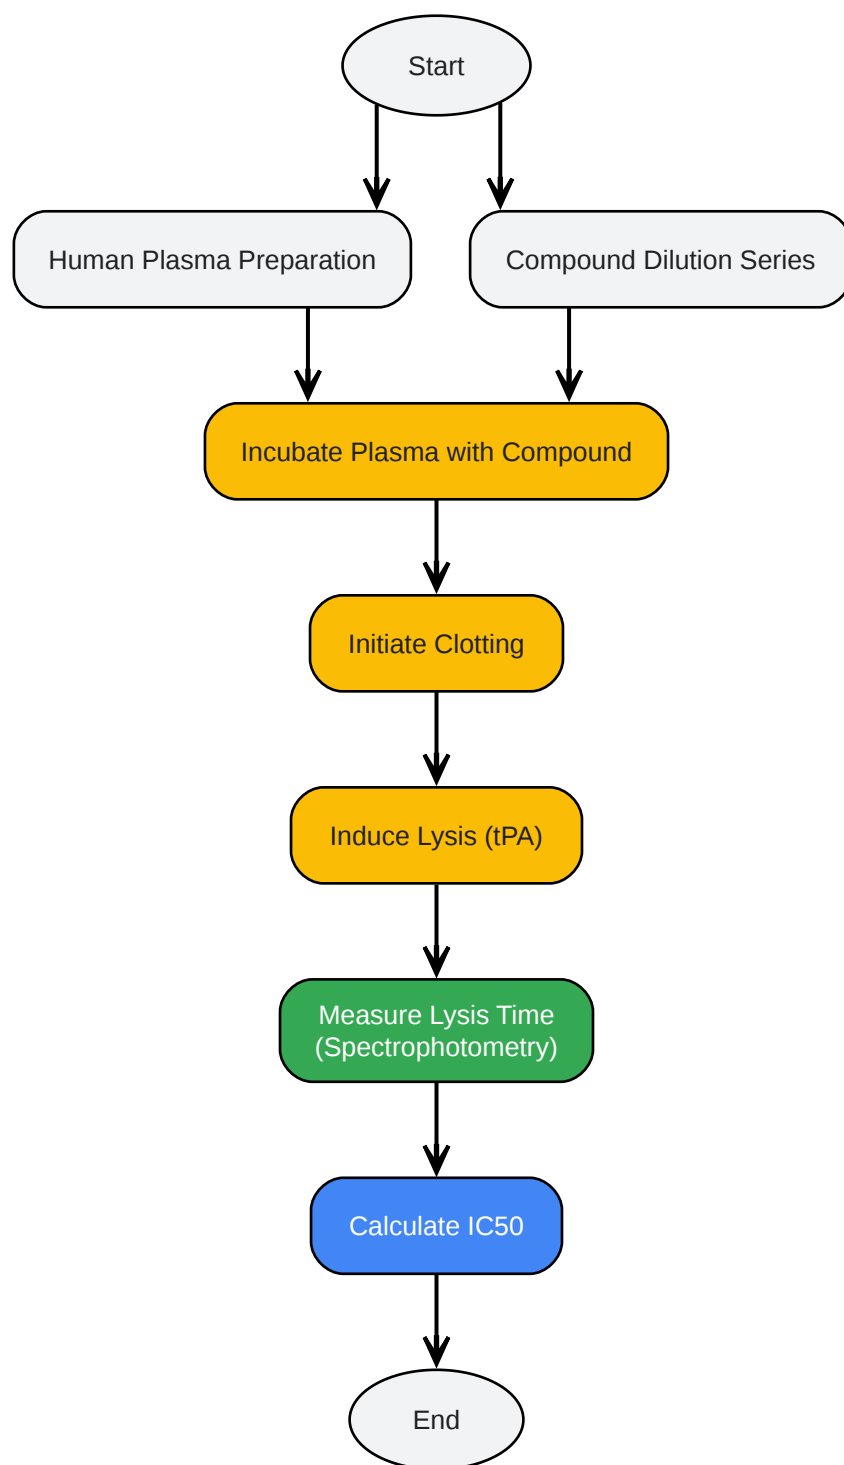 Start
Human Plasma Preparation
Compound Dilution Series
Incubate Plasma with Compound
Initiate Clotting
Induce Lysis (tPA)
Measure Lysis Time
(Spectrophotometry)
Calculate IC50
End